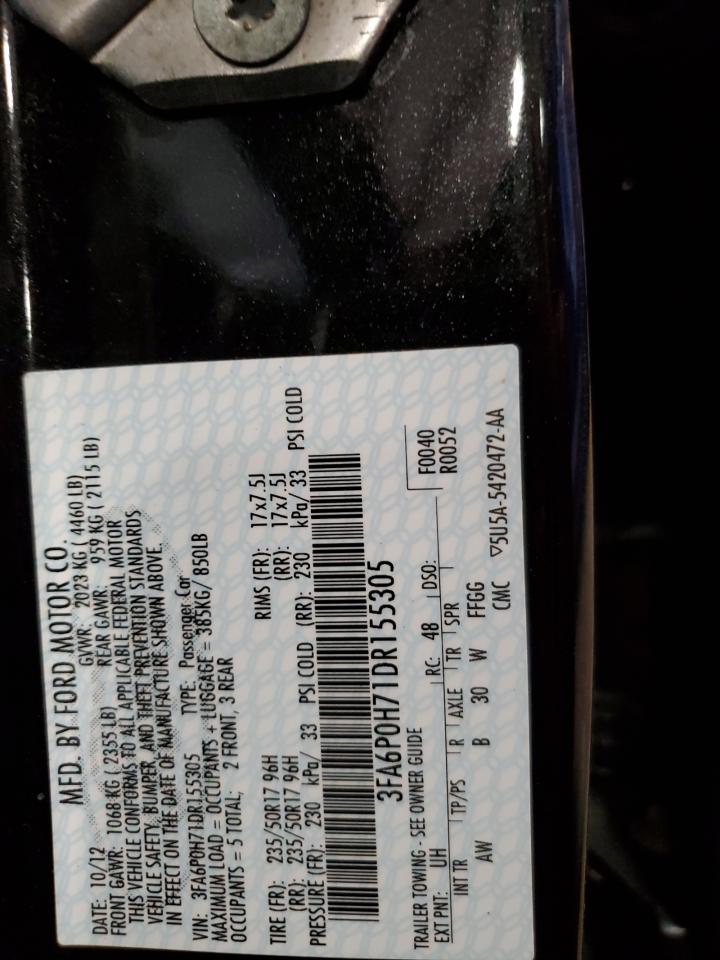 MFD. BY FORD MOTOR CO.
DATE: 10/12 GVWR: 2023 KG ( 4460 LB)
FRONT GAWR: 1068 KG ( 2355 LB) REAR GAWR: 959 KG ( 2115 LB)
THIS VEHICLE CONFORMS TO ALL APPLICABLE FEDERAL MOTOR
VEHICLE SAFETY, BUMPER, AND THEFT PREVENTION STANDARDS
IN EFFECT ON THE DATE OF MANUFACTURE SHOWN ABOVE.
VIN: 3FA6P0H71DR155305 TYPE: Passenger Car
MAXIMUM LOAD = OCCUPANTS + LUGGAGE = 385KG/ 850LB
OCCUPANTS = 5 TOTAL; 2 FRONT, 3 REAR
TIRE (FR): 235/50R17 96H RIMS (FR): 17x7.5J
(RR): 235/50R17 96H (RR): 17x7.5J
PRESSURE (FR): 230 kPa/ 33 PSI COLD (RR): 230 kPa/ 33 PSI COLD
3FA6P0H71DR155305
TRAILER TOWING - SEE OWNER GUIDE F0040
EXT PNT: UH RC: 48 DSO: R0052
INT TR TP/PS R AXLE TR SPR
AW B 30 W FFGG
CMC ▽5U5A-5420472-AA